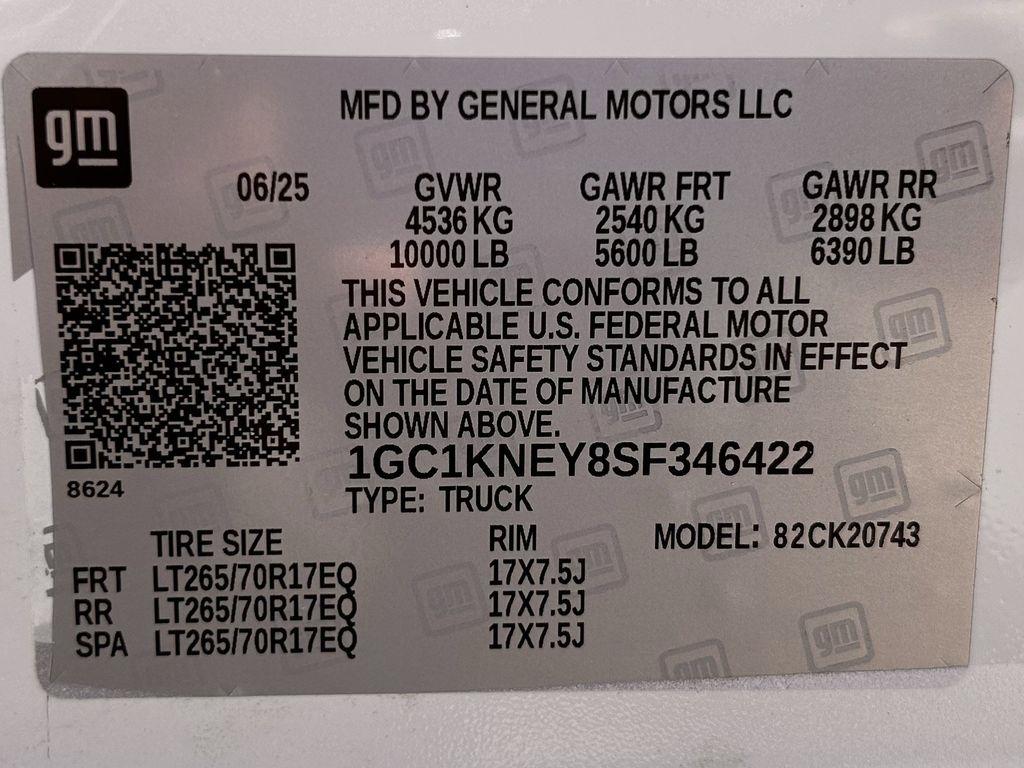 gm
MFD BY GENERAL MOTORS LLC
06/25 GVWR GAWR FRT GAWR RR
4536 KG 2540 KG 2898 KG
10000 LB 5600 LB 6390 LB
THIS VEHICLE CONFORMS TO ALL
APPLICABLE U.S. FEDERAL MOTOR
VEHICLE SAFETY STANDARDS IN EFFECT
ON THE DATE OF MANUFACTURE
SHOWN ABOVE.
1GC1KNEY8SF346422
8624
TYPE: TRUCK
TIRE SIZE RIM MODEL: 82CK20743
FRT LT265/70R17EQ 17X7.5J
RR LT265/70R17EQ 17X7.5J
SPA LT265/70R17EQ 17X7.5J